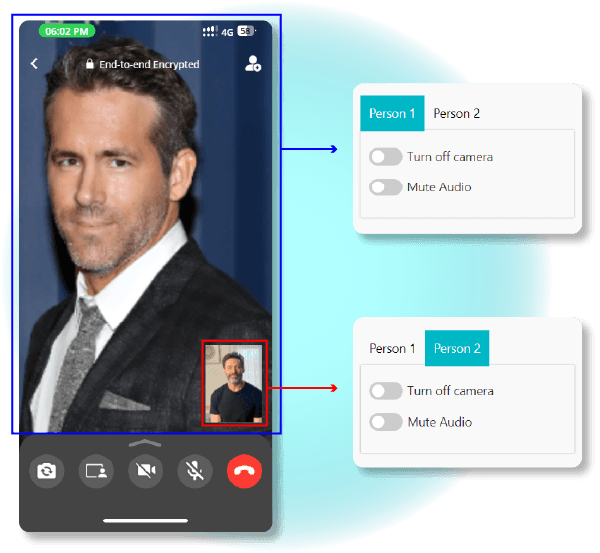 06:02 PM
4G 58
End-to-end Encrypted
Person 1 Person 2
Turn off camera
Mute Audio
Person 1 Person 2
Turn off camera
Mute Audio